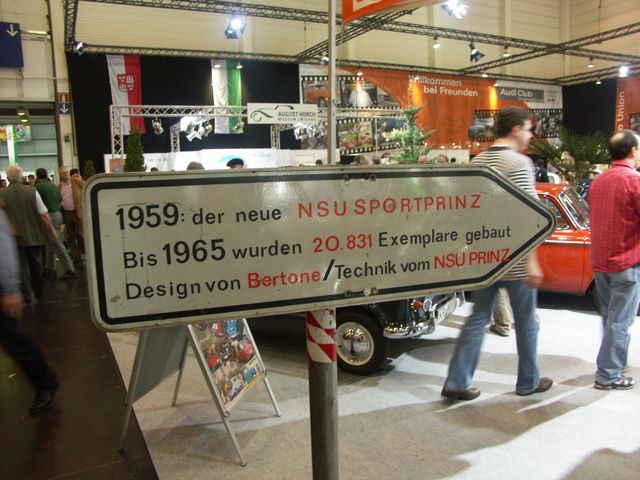 Willkommen
bei Freunden
Audi Club
AUGUST HORCH
1959: der neue NSU SPORTPRINZ
Bis 1965 wurden 20.831 Exemplare gebaut
Design von Bertone/Technik vom NSU PRINZ